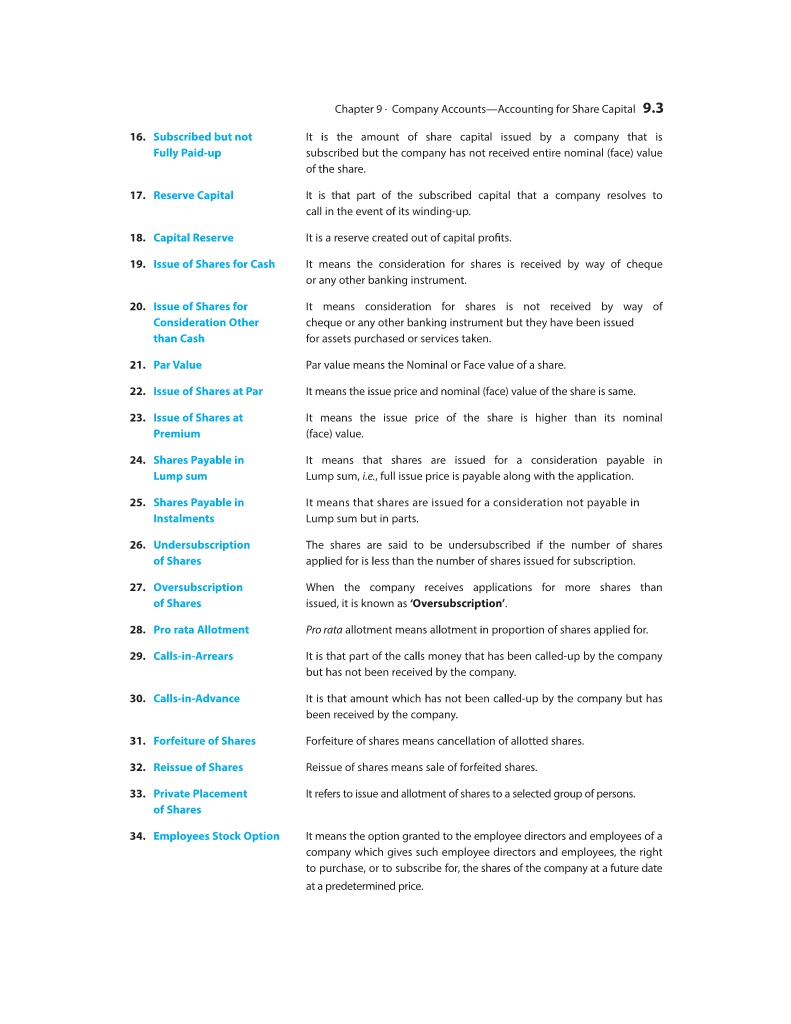 Chapter 9 · Company Accounts—Accounting for Share Capital 9.3
16. Subscribed but not It is the amount of share capital issued by a company that is
Fully Paid-up subscribed but the company has not received entire nominal (face) value
of the share.
17. Reserve Capital It is that part of the subscribed capital that a company resolves to
call in the event of its winding-up.
18. Capital Reserve It is a reserve created out of capital profits.
19. Issue of Shares for Cash It means the consideration for shares is received by way of cheque
or any other banking instrument.
20. Issue of Shares for It means consideration for shares is not received by way of
Consideration Other cheque or any other banking instrument but they have been issued
than Cash for assets purchased or services taken.
21. Par Value Par value means the Nominal or Face value of a share.
22. Issue of Shares at Par It means the issue price and nominal (face) value of the share is same.
23. Issue of Shares at It means the issue price of the share is higher than its nominal
Premium (face) value.
24. Shares Payable in It means that shares are issued for a consideration payable in
Lump sum Lump sum, i.e., full issue price is payable along with the application.
25. Shares Payable in It means that shares are issued for a consideration not payable in
Instalments Lump sum but in parts.
26. Undersubscription The shares are said to be undersubscribed if the number of shares
of Shares applied for is less than the number of shares issued for subscription.
27. Oversubscription When the company receives applications for more shares than
of Shares issued, it is known as ‘Oversubscription’.
28. Pro rata Allotment Pro rata allotment means allotment in proportion of shares applied for.
29. Calls-in-Arrears It is that part of the calls money that has been called-up by the company
but has not been received by the company.
30. Calls-in-Advance It is that amount which has not been called-up by the company but has
been received by the company.
31. Forfeiture of Shares Forfeiture of shares means cancellation of allotted shares.
32. Reissue of Shares Reissue of shares means sale of forfeited shares.
33. Private Placement It refers to issue and allotment of shares to a selected group of persons.
of Shares
34. Employees Stock Option It means the option granted to the employee directors and employees of a
company which gives such employee directors and employees, the right
to purchase, or to subscribe for, the shares of the company at a future date
at a predetermined price.